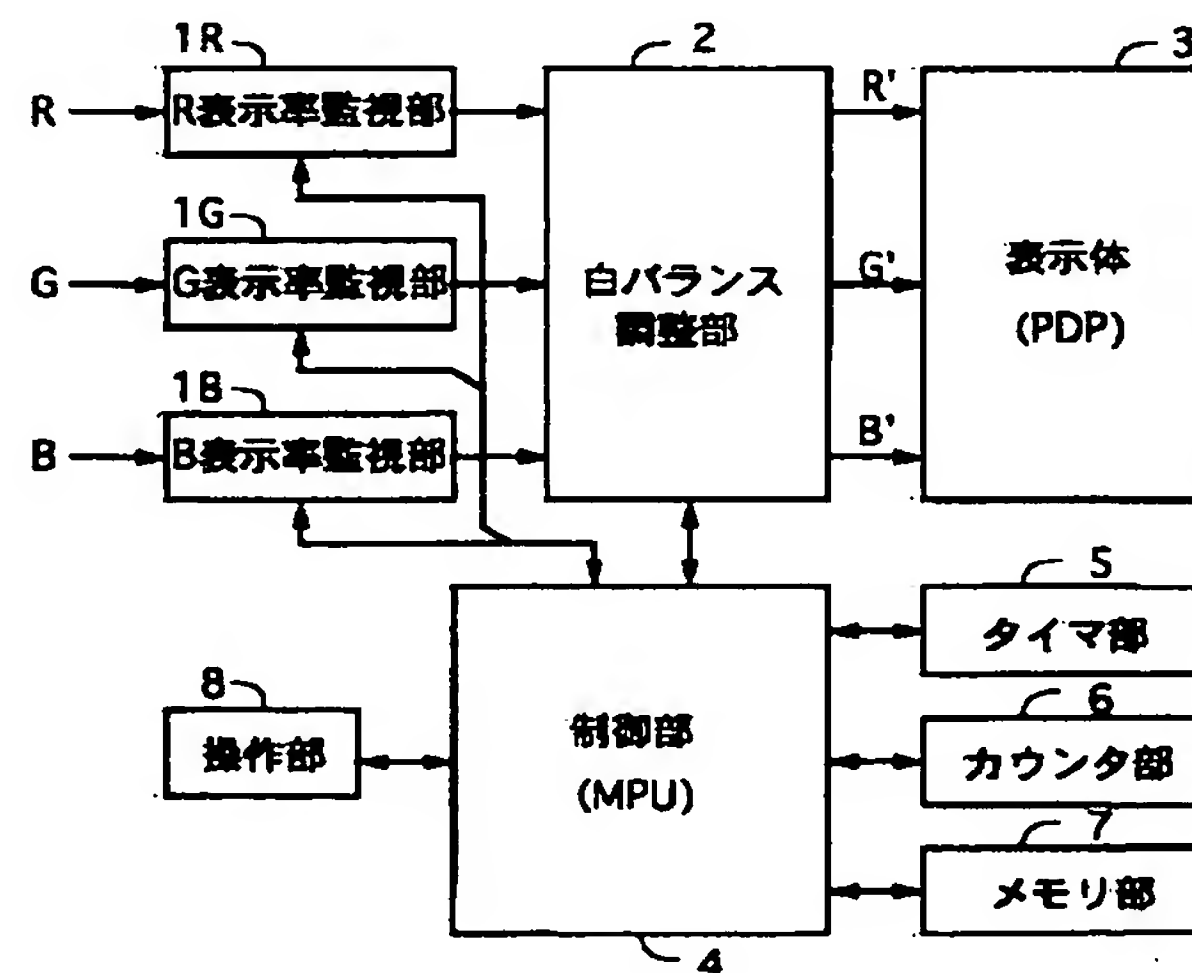 1R
2
3
R
R表示率監視部
R'
1G
G
G表示率監視部
白バランス
調整部
G'
表示体
(PDP)
1B
B
B表示率監視部
B'
5
タイマ部
8
操作部
制御部
(MPU)
6
カウンタ部
7
メモリ部
4